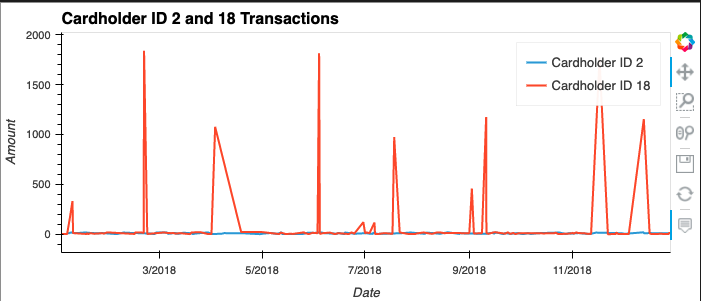 Cardholder ID 2 and 18 Transactions
2000
Cardholder ID 2
Cardholder ID 18
1500
1000
500
0
Amount
3/2018
5/2018
7/2018
9/2018
11/2018
Date